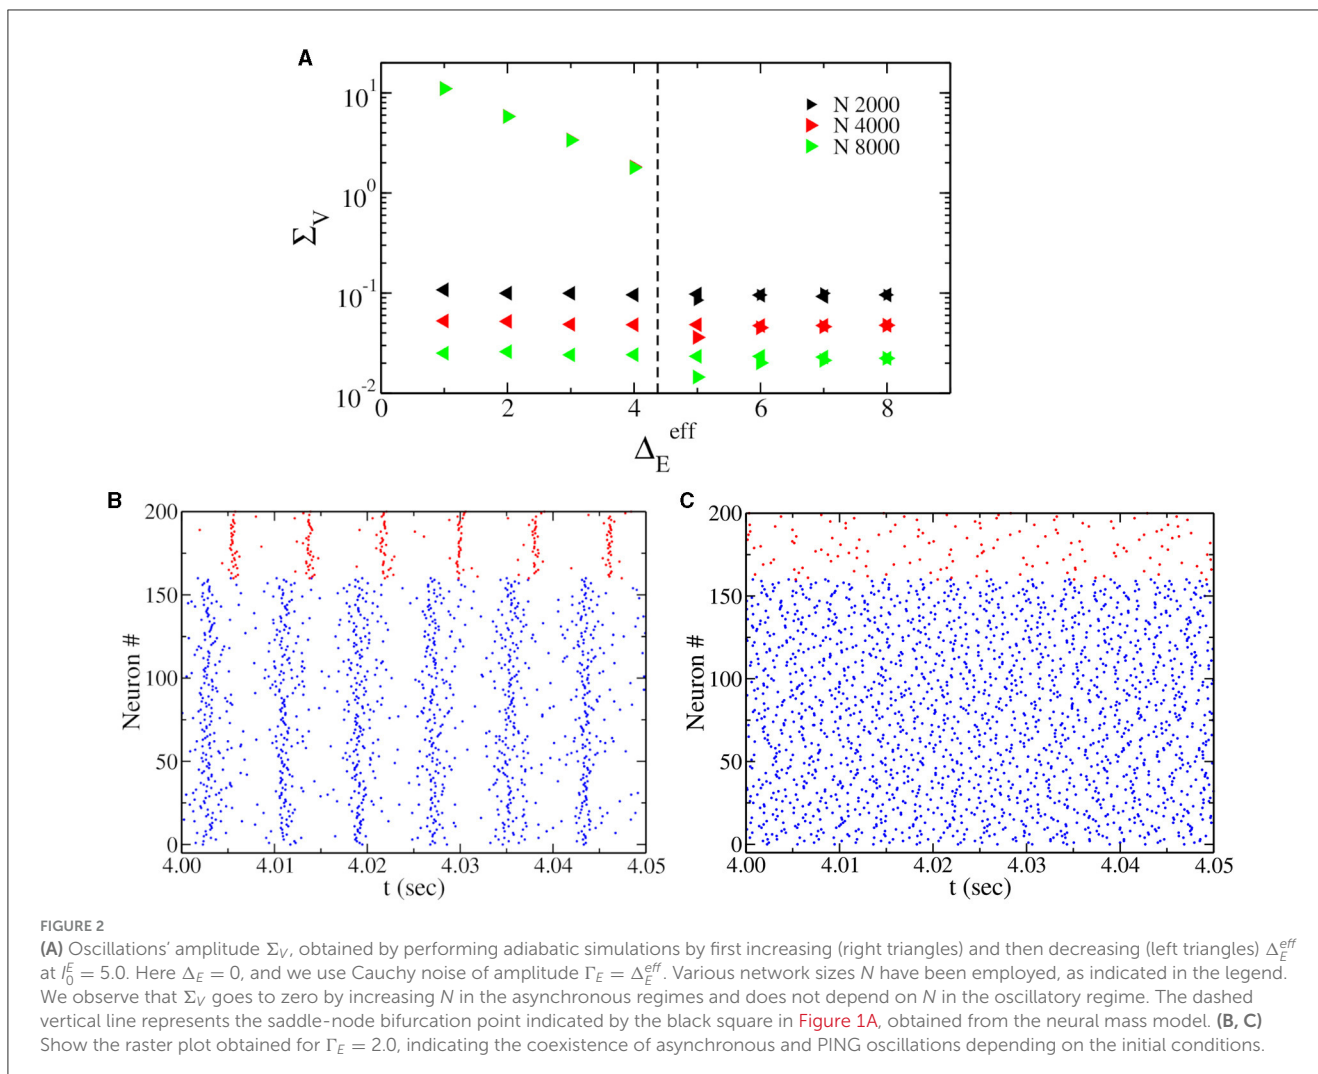 A
10^1
10^0
10^-1
10^-2
Σ_V
N 2000
N 4000
N 8000
0 2 4 6 8
Δ_E^eff
B
200
150
100
50
0
Neuron #
4.00 4.01 4.02 4.03 4.04 4.05
t (sec)
C
200
150
100
50
0
Neuron #
4.00 4.01 4.02 4.03 4.04 4.05
t (sec)
FIGURE 2
(A) Oscillations' amplitude Σ_V, obtained by performing adiabatic simulations by first increasing (right triangles) and then decreasing (left triangles) Δ_E^eff
at I_0^E = 5.0. Here Δ_E = 0, and we use Cauchy noise of amplitude Γ_E = Δ_E^eff. Various network sizes N have been employed, as indicated in the legend.
We observe that Σ_V goes to zero by increasing N in the asynchronous regimes and does not depend on N in the oscillatory regime. The dashed
vertical line represents the saddle-node bifurcation point indicated by the black square in Figure 1A, obtained from the neural mass model. (B, C)
Show the raster plot obtained for Γ_E = 2.0, indicating the coexistence of asynchronous and PING oscillations depending on the initial conditions.